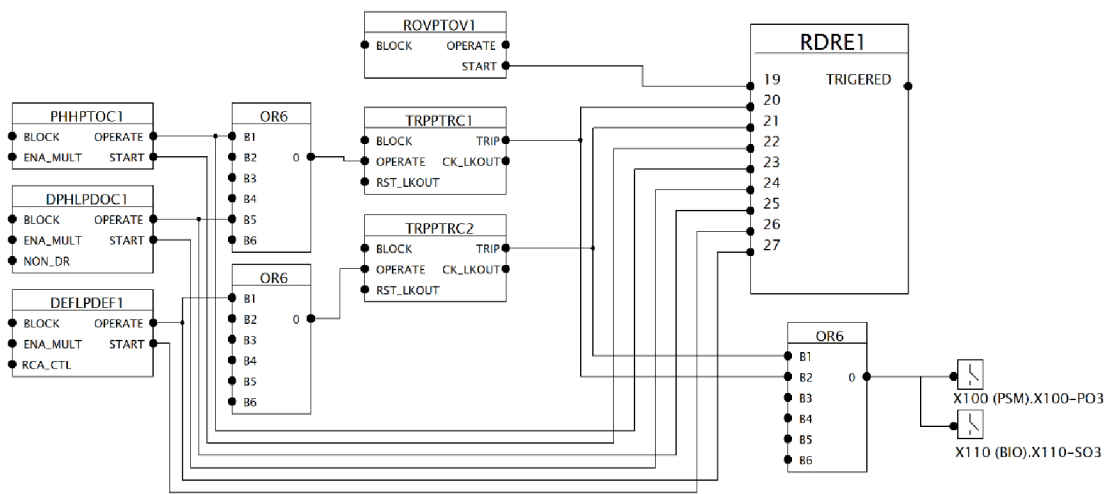 ROVPTOV1
BLOCK OPERATE
START
RDRE1
19 TRIGERED
20
21
22
23
24
25
26
27
PHHPTOC1
BLOCK OPERATE
ENA_MULT START
OR6
B1
B2 O
B3
B4
B5
B6
TRPPTRC1
BLOCK TRIP
OPERATE CK_LKOUT
RST_LKOUT
DPHLPDOC1
BLOCK OPERATE
ENA_MULT START
NON_DR
TRPPTRC2
BLOCK TRIP
OPERATE CK_LKOUT
RST_LKOUT
OR6
B1
B2 O
B3
B4
B5
B6
DEFLPDEF1
BLOCK OPERATE
ENA_MULT START
RCA_CTL
OR6
B1
B2 O
B3
B4
B5
B6
X100 (PSM).X100-PO3
X110 (BIO).X110-SO3